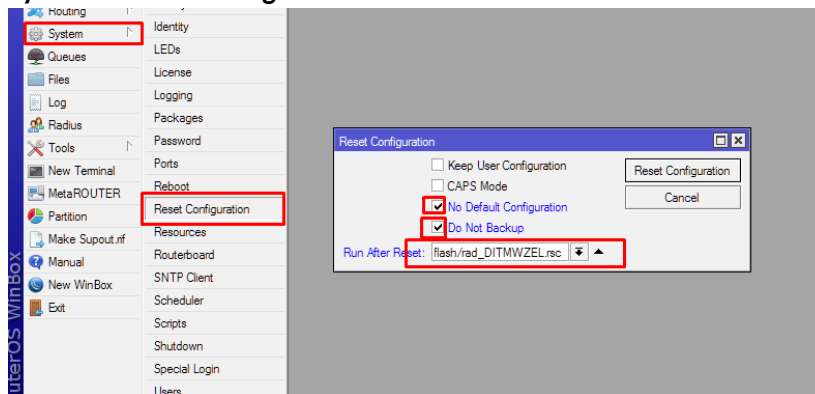 Routing
System
Queues
Files
Log
Radius
Tools
New Terminal
MetaROUTER
Partition
Make Supout.rif
Manual
New WinBox
Exit
uterOS WinBox
Identity
LEDs
License
Logging
Packages
Password
Ports
Reboot
Reset Configuration
Resources
Routerboard
SNTP Client
Scheduler
Scripts
Shutdown
Special Login
Users
Reset Configuration
Keep User Configuration
CAPS Mode
No Default Configuration
Do Not Backup
Run After Reset: flash/rad_DITMWZEL.rsc
Reset Configuration
Cancel